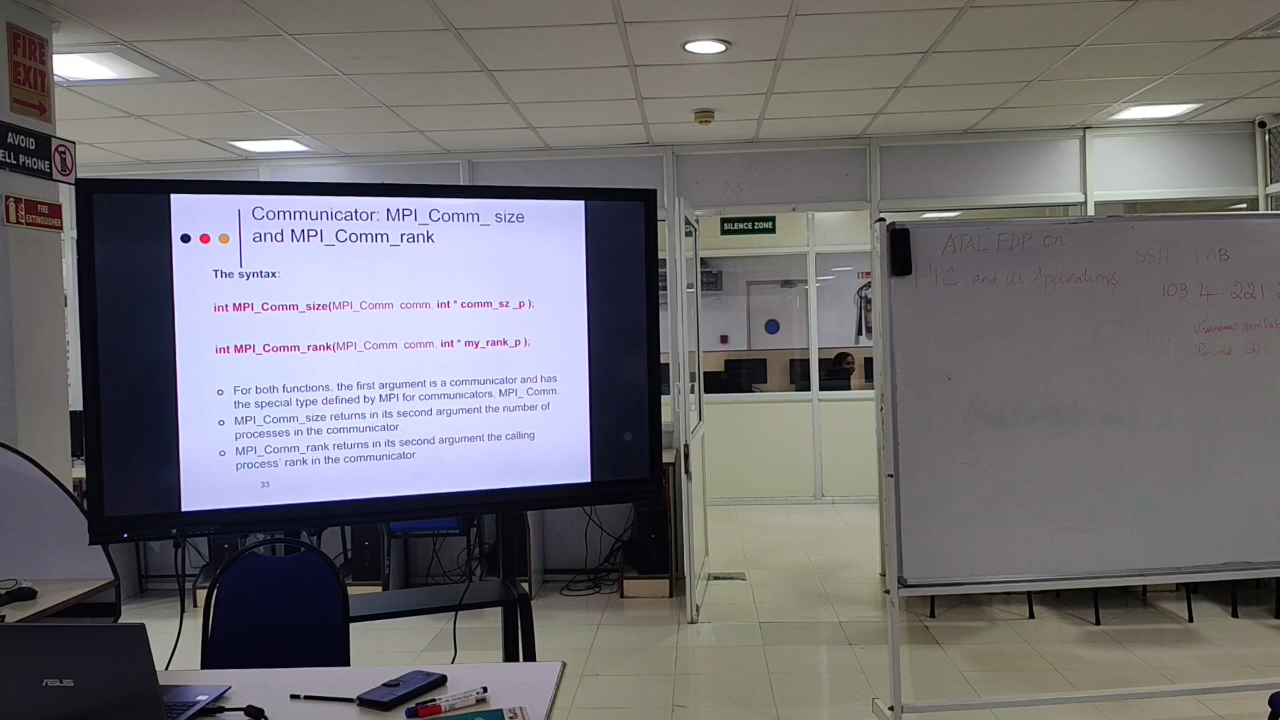 FIRE
EXIT
AVOID
ELL PHONE
FIRE
EXTINGUISHER
Communicator: MPI_Comm_ size
and MPI_Comm_rank
The syntax:
int MPI_Comm_size(MPI_Comm comm, int * comm_sz _p );
int MPI_Comm_rank(MPI_Comm comm, int * my_rank_p );
For both functions, the first argument is a communicator and has
the special type defined by MPI for communicators, MPI_ Comm.
MPI_Comm_size returns in its second argument the number of
processes in the communicator.
MPI_Comm_rank returns in its second argument the calling
process' rank in the communicator
33
SILENCE ZONE
ATAL FDP on
HPC and its Applications
SSH LAB
103.4.221.
ASUS